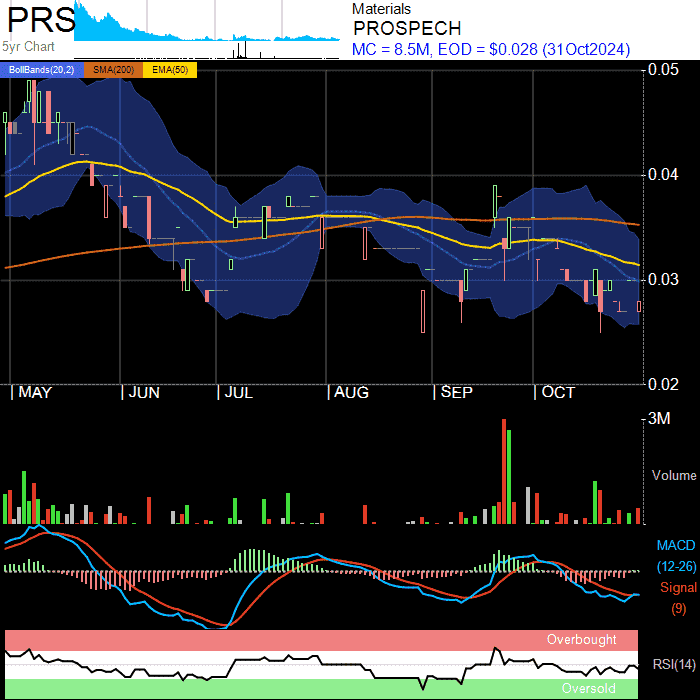 PRS
5yr Chart
Materials
PROSPECH
MC = 8.5M, EOD = $0.028 (31Oct2024)
BollBands(20,2) SMA(200) EMA(50)
0.05
0.04
0.03
0.02
MAY JUN JUL AUG SEP OCT
3M
Volume
MACD
(12-26)
Signal
(9)
Overbought
RSI(14)
Oversold